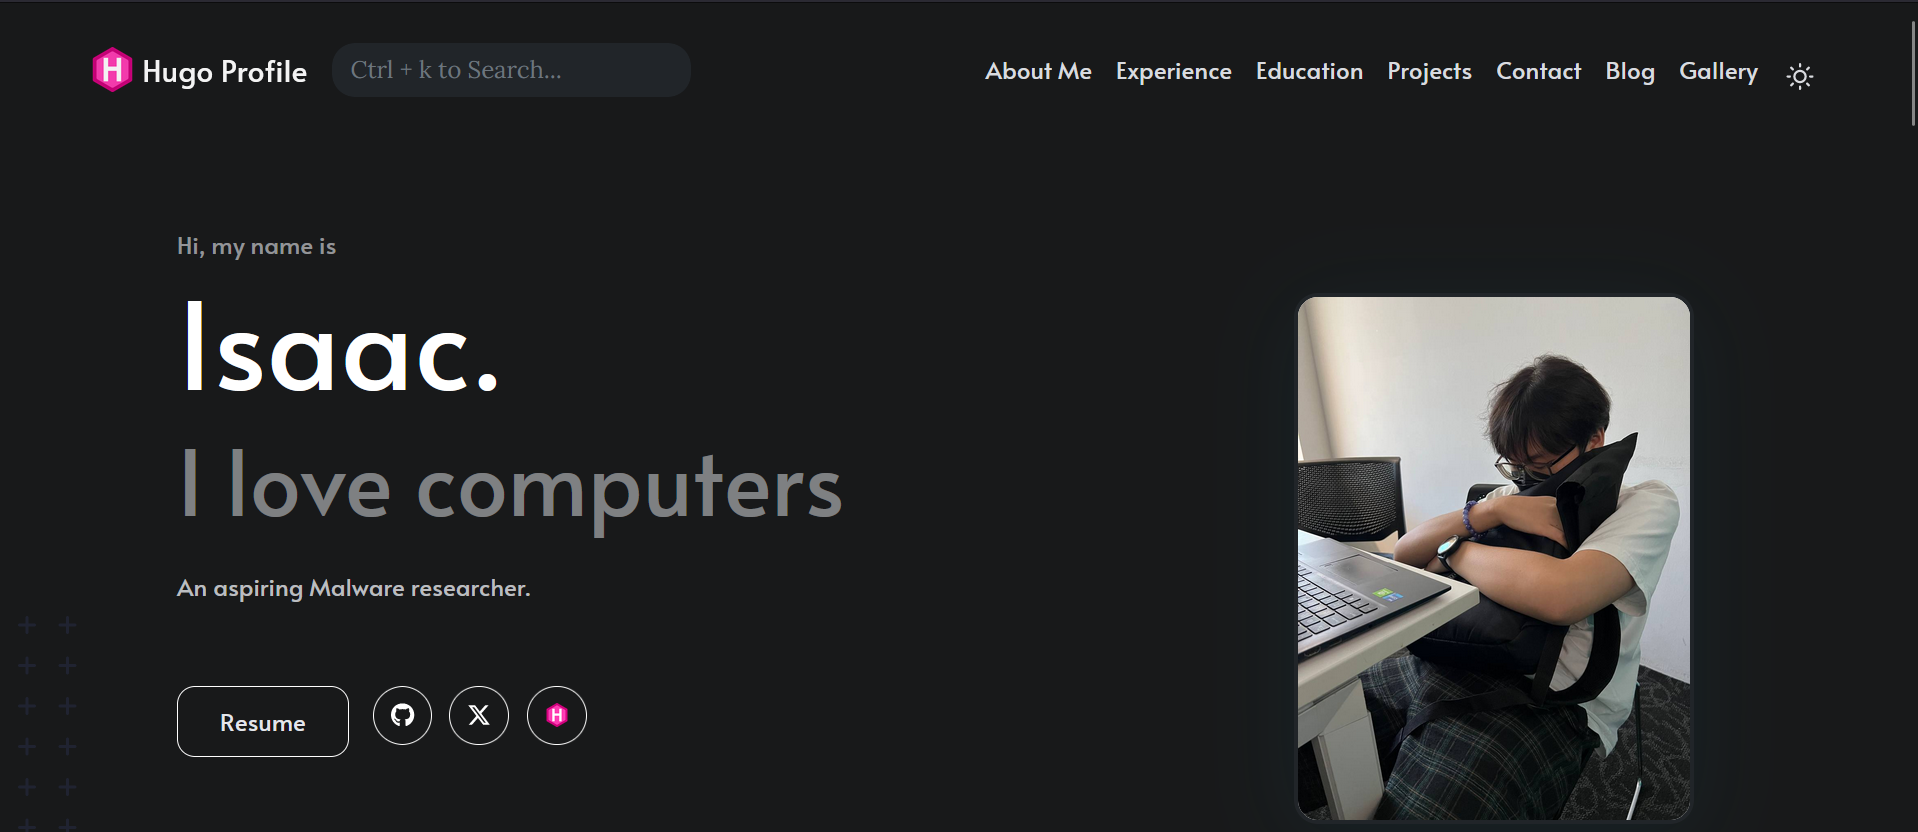 H Hugo Profile
Ctrl + k to Search...
About Me Experience Education Projects Contact Blog Gallery
Hi, my name is
Isaac.
I love computers
An aspiring Malware researcher.
Resume
H